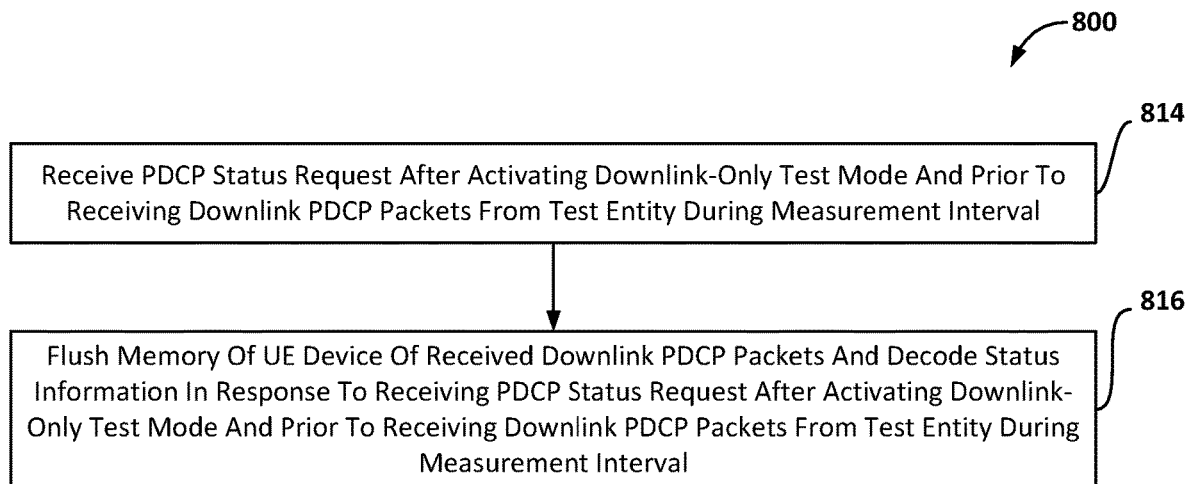 800
814
Receive PDCP Status Request After Activating Downlink-Only Test Mode And Prior To
Receiving Downlink PDCP Packets From Test Entity During Measurement Interval
816
Flush Memory Of UE Device Of Received Downlink PDCP Packets And Decode Status
Information In Response To Receiving PDCP Status Request After Activating Downlink-
Only Test Mode And Prior To Receiving Downlink PDCP Packets From Test Entity During
Measurement Interval